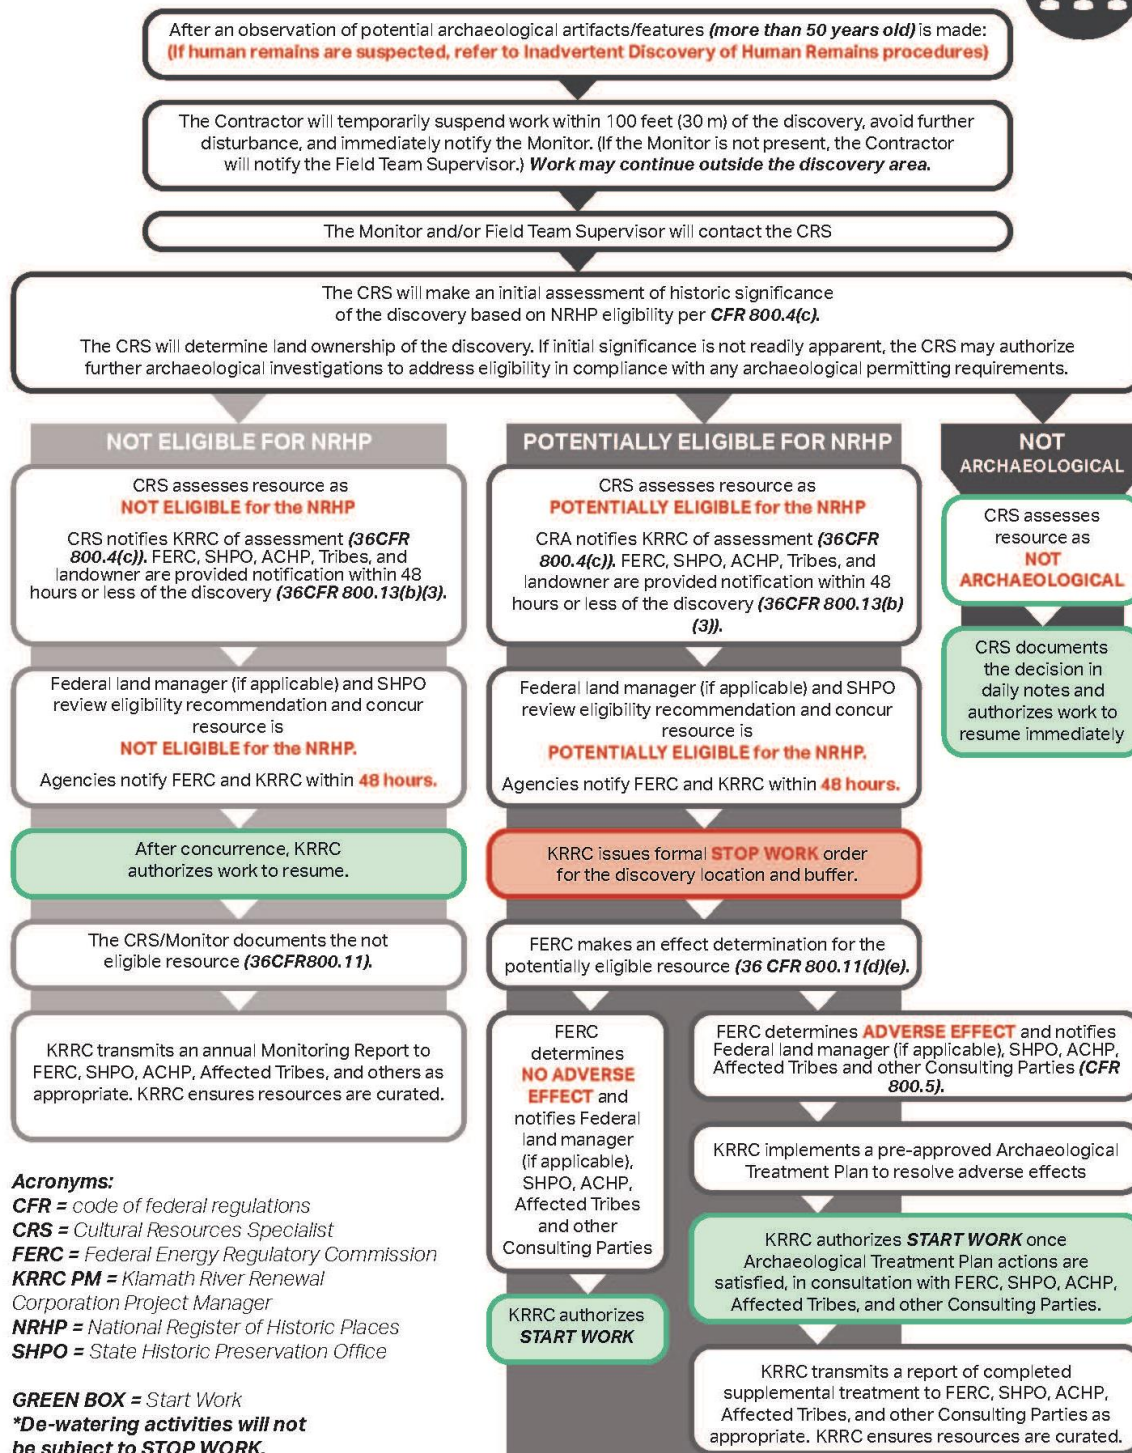 After an observation of potential archaeological artifacts/features (more than 50 years old) is made:
(If human remains are suspected, refer to Inadvertent Discovery of Human Remains procedures)
The Contractor will temporarily suspend work within 100 feet (30 m) of the discovery, avoid further
disturbance, and immediately notify the Monitor. (If the Monitor is not present, the Contractor
will notify the Field Team Supervisor.) Work may continue outside the discovery area.
The Monitor and/or Field Team Supervisor will contact the CRS
The CRS will make an initial assessment of historic significance
of the discovery based on NRHP eligibility per CFR 800.4(c).
The CRS will determine land ownership of the discovery. If initial significance is not readily apparent, the CRS may authorize
further archaeological investigations to address eligibility in compliance with any archaeological permitting requirements.
NOT ELIGIBLE FOR NRHP
CRS assesses resource as
NOT ELIGIBLE for the NRHP
CRS notifies KRRC of assessment (36CFR
800.4(c)). FERC, SHPO, ACHP, Tribes, and
landowner are provided notification within 48
hours or less of the discovery (36CFR 800.13(b)(3).
Federal land manager (if applicable) and SHPO
review eligibility recommendation and concur
resource is
NOT ELIGIBLE for the NRHP.
Agencies notify FERC and KRRC within 48 hours.
After concurrence, KRRC
authorizes work to resume.
The CRS/Monitor documents the not
eligible resource (36CFR800.11).
KRRC transmits an annual Monitoring Report to
FERC, SHPO, ACHP, Affected Tribes, and others as
appropriate. KRRC ensures resources are curated.
POTENTIALLY ELIGIBLE FOR NRHP
CRS assesses resource as
POTENTIALLY ELIGIBLE for the NRHP
CRA notifies KRRC of assessment (36CFR
800.4(c)). FERC, SHPO, ACHP, Tribes, and
landowner are provided notification within 48
hours or less of the discovery (36CFR 800.13(b)
(3)).
Federal land manager (if applicable) and SHPO
review eligibility recommendation and concur
resource is
POTENTIALLY ELIGIBLE for the NRHP.
Agencies notify FERC and KRRC within 48 hours.
KRRC issues formal STOP WORK order
for the discovery location and buffer.
FERC makes an effect determination for the
potentially eligible resource (36 CFR 800.11(d)(e).
FERC
determines
NO ADVERSE
EFFECT and
notifies Federal
land manager
(if applicable),
SHPO, ACHP,
Affected Tribes
and other
Consulting Parties
KRRC authorizes
START WORK
FERC determines ADVERSE EFFECT and notifies
Federal land manager (if applicable), SHPO, ACHP,
Affected Tribes and other Consulting Parties (CFR
800.5).
KRRC implements a pre-approved Archaeological
Treatment Plan to resolve adverse effects
KRRC authorizes START WORK once
Archaeological Treatment Plan actions are
satisfied, in consultation with FERC, SHPO, ACHP,
Affected Tribes, and other Consulting Parties.
KRRC transmits a report of completed
supplemental treatment to FERC, SHPO, ACHP,
Affected Tribes, and other Consulting Parties as
appropriate. KRRC ensures resources are curated.
NOT
ARCHAEOLOGICAL
CRS assesses
resource as
NOT
ARCHAEOLOGICAL
CRS documents
the decision in
daily notes and
authorizes work to
resume immediately
Acronyms:
CFR = code of federal regulations
CRS = Cultural Resources Specialist
FERC = Federal Energy Regulatory Commission
KRRC PM = Klamath River Renewal
Corporation Project Manager
NRHP = National Register of Historic Places
SHPO = State Historic Preservation Office
GREEN BOX = Start Work
*De-watering activities will not
be subject to STOP WORK.